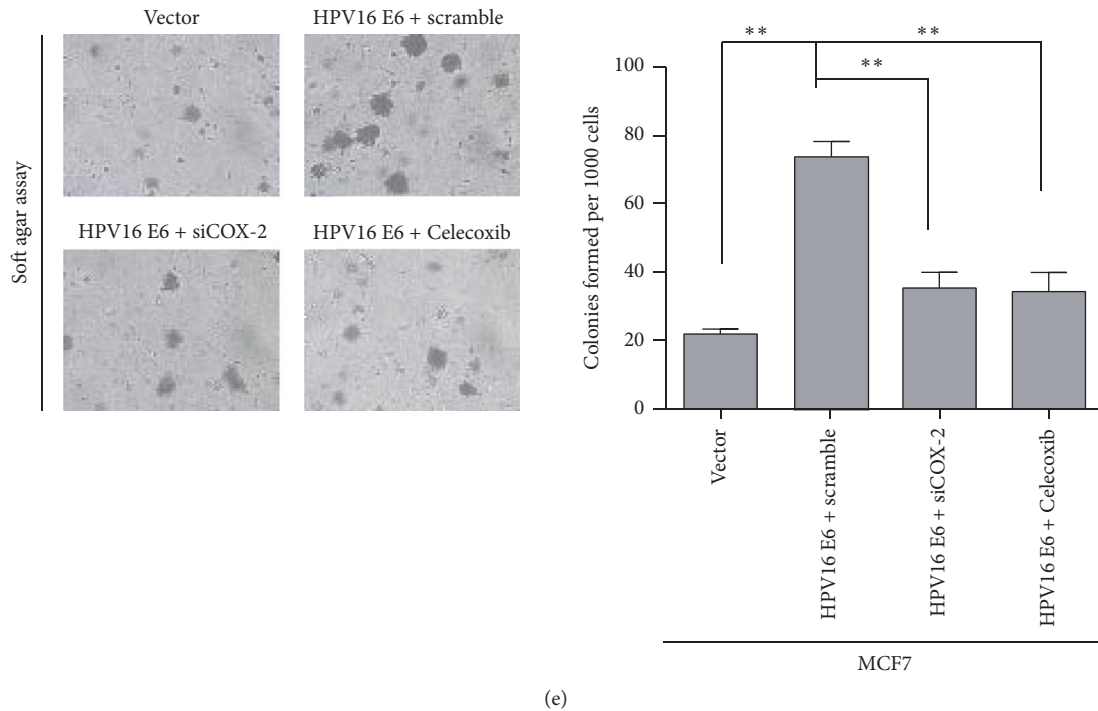 Vector
HPV16 E6 + scramble
HPV16 E6 + siCOX-2
HPV16 E6 + Celecoxib
Soft agar assay
**
**
**
100
80
60
40
20
0
Colonies formed per 1000 cells
Vector
HPV16 E6 + scramble
HPV16 E6 + siCOX-2
HPV16 E6 + Celecoxib
MCF7
(e)